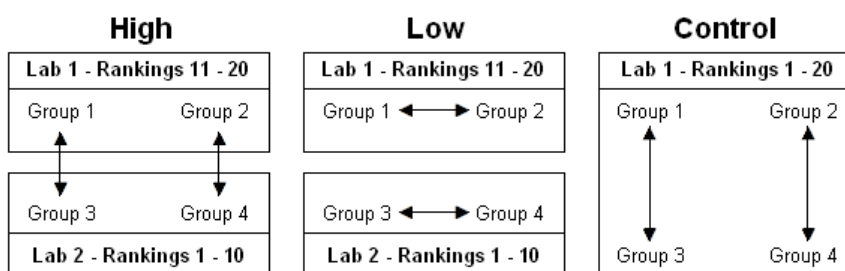 High
Low
Control
Lab 1 - Rankings 11 - 20
Lab 1 - Rankings 11 - 20
Lab 1 - Rankings 1 - 20
Group 1
Group 2
Group 1
Group 2
Group 1
Group 2
Group 3
Group 4
Group 3
Group 4
Group 3
Group 4
Lab 2 - Rankings 1 - 10
Lab 2 - Rankings 1 - 10